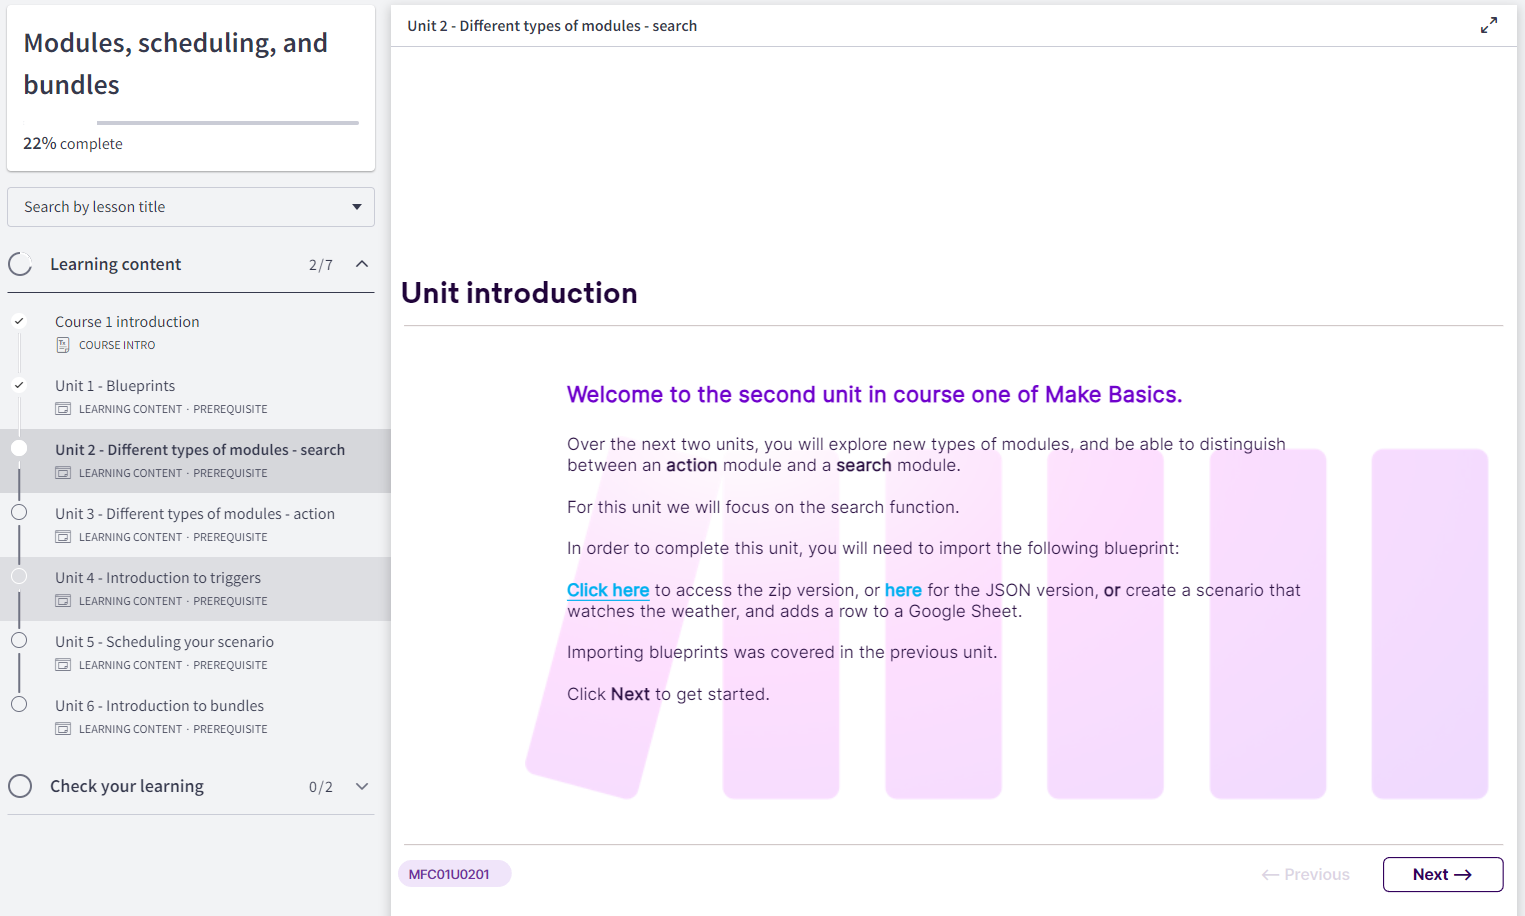 Modules, scheduling, and
bundles
22% complete
Search by lesson title
Learning content 2/7
Course 1 introduction
COURSE INTRO
Unit 1 - Blueprints
LEARNING CONTENT · PREREQUISITE
Unit 2 - Different types of modules - search
LEARNING CONTENT · PREREQUISITE
Unit 3 - Different types of modules - action
LEARNING CONTENT · PREREQUISITE
Unit 4 - Introduction to triggers
LEARNING CONTENT · PREREQUISITE
Unit 5 - Scheduling your scenario
LEARNING CONTENT · PREREQUISITE
Unit 6 - Introduction to bundles
LEARNING CONTENT · PREREQUISITE
Check your learning 0/2
Unit 2 - Different types of modules - search
Unit introduction
Welcome to the second unit in course one of Make Basics.
Over the next two units, you will explore new types of modules, and be able to distinguish
between an action module and a search module.
For this unit we will focus on the search function.
In order to complete this unit, you will need to import the following blueprint:
Click here to access the zip version, or here for the JSON version, or create a scenario that
watches the weather, and adds a row to a Google Sheet.
Importing blueprints was covered in the previous unit.
Click Next to get started.
MFC01U0201
← Previous
Next →